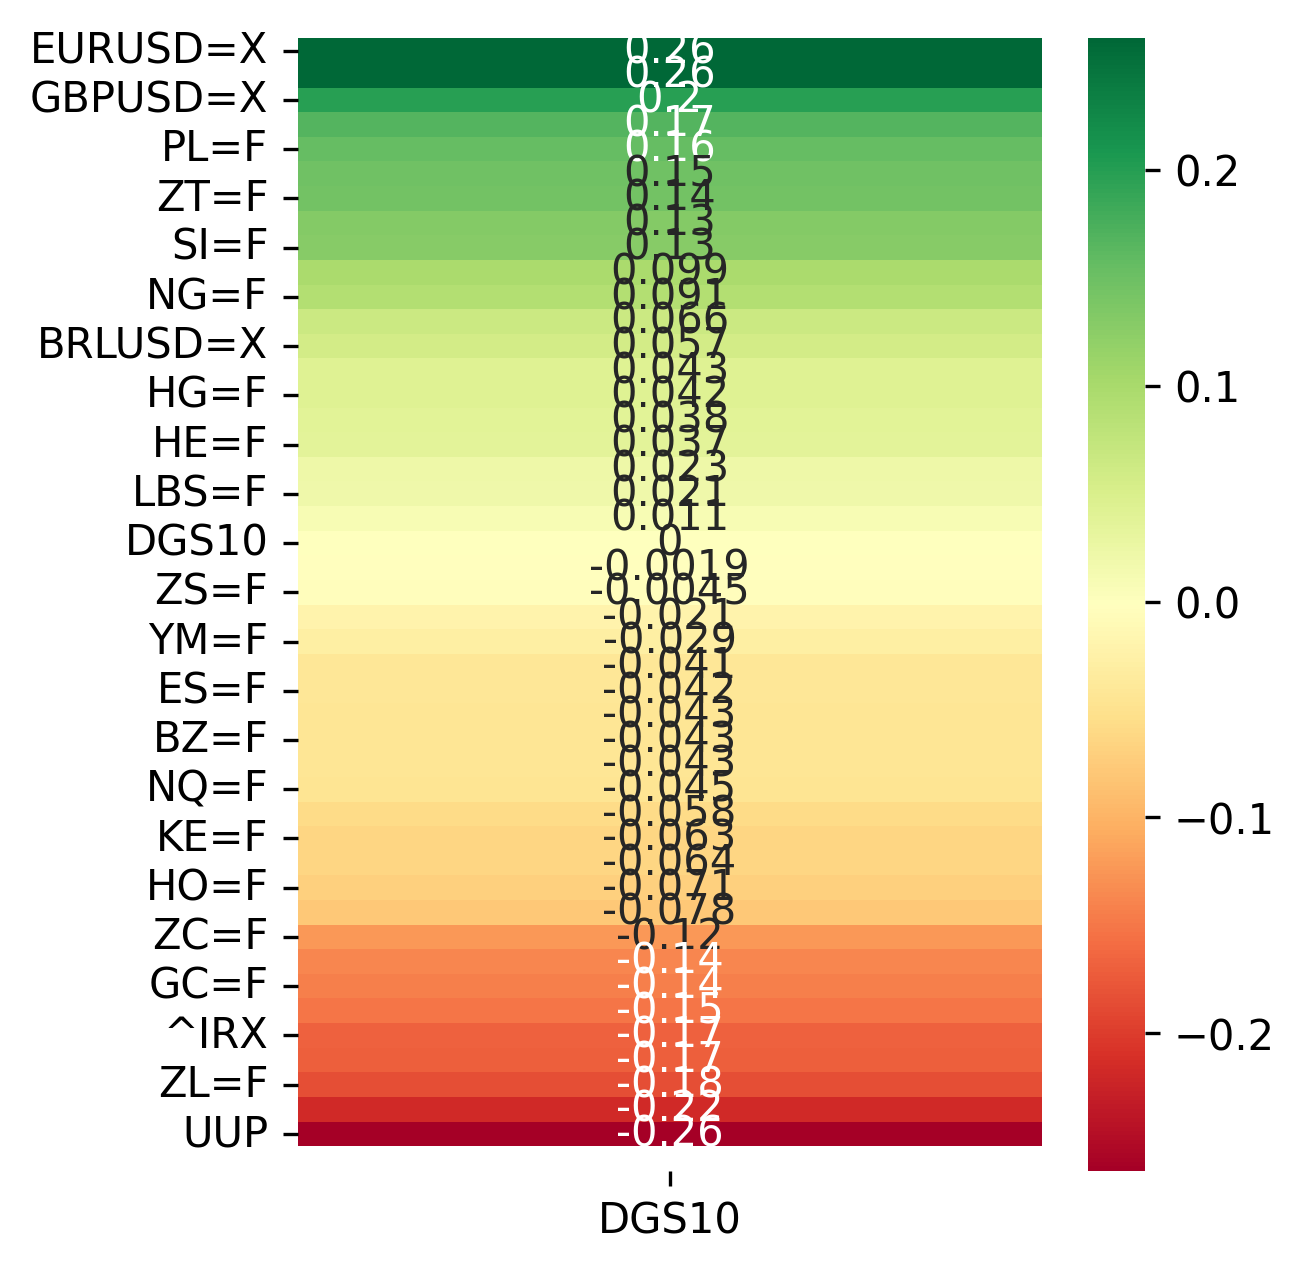 EURUSD=X
GBPUSD=X
PL=F
ZT=F
SI=F
NG=F
BRLUSD=X
HG=F
HE=F
LBS=F
DGS10
ZS=F
YM=F
ES=F
BZ=F
NQ=F
KE=F
HO=F
ZC=F
GC=F
^IRX
ZL=F
UUP
0.26
0.26
0.2
0.17
0.16
0.15
0.14
0.13
0.13
0.099
0.091
0.066
0.057
0.043
0.042
0.038
0.037
0.023
0.021
0.011
0
-0.0019
-0.0045
-0.021
-0.029
-0.041
-0.042
-0.043
-0.043
-0.043
-0.045
-0.058
-0.063
-0.064
-0.071
-0.078
-0.12
-0.14
-0.14
-0.15
-0.17
-0.17
-0.18
-0.22
-0.26
DGS10
0.2
0.1
0.0
−0.1
−0.2